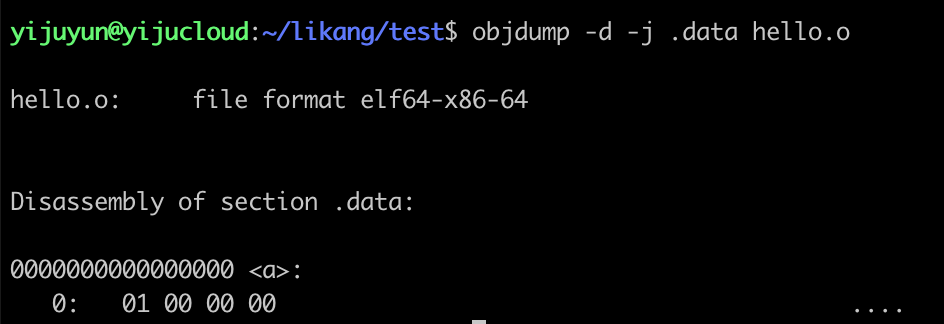 yijuyun@yijucloud:~/likang/test$ objdump -d -j .data hello.o
hello.o:     file format elf64-x86-64
Disassembly of section .data:
0000000000000000 <a>:
   0:   01 00 00 00                                         ....